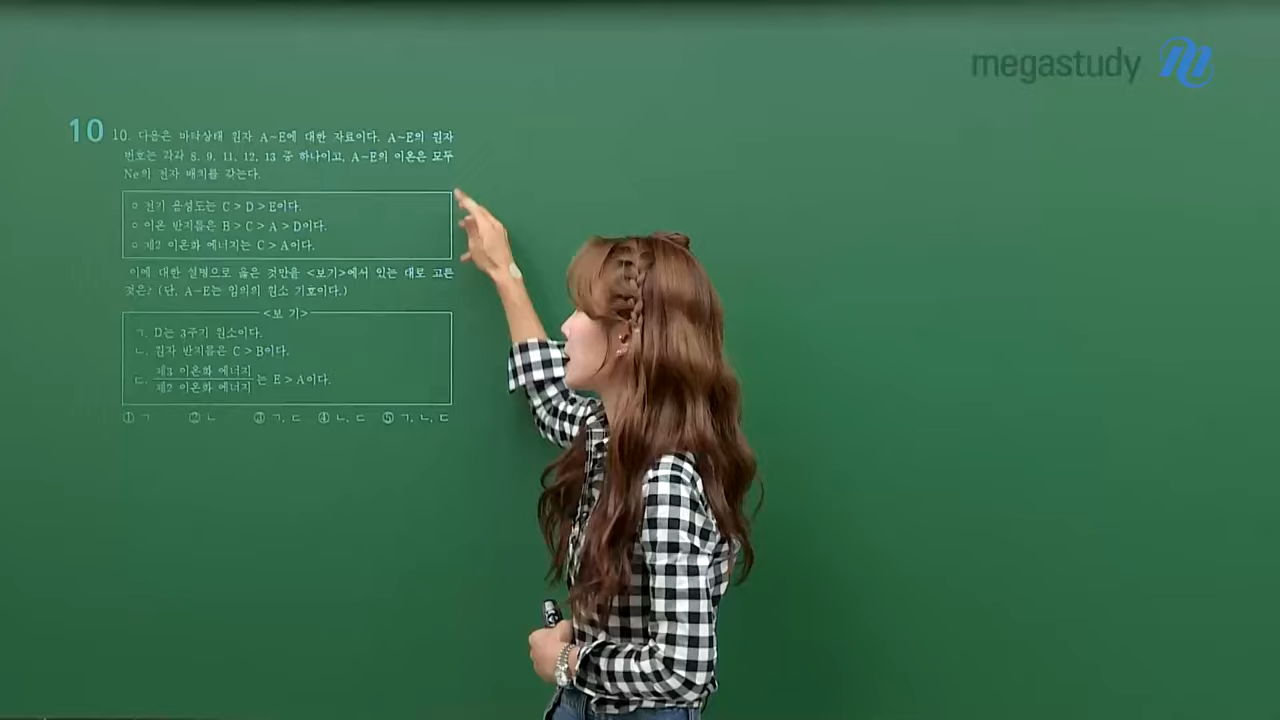 megastudy
10
10. 다음은 바닥상태 원자 A~E에 대한 자료이다. A~E의 원자
번호는 각각 8, 9, 11, 12, 13 중 하나이고, A~E의 이온은 모두
Ne의 전자 배치를 갖는다.
○ 전기 음성도는 C > D > E이다.
○ 이온 반지름은 B > C > A > D이다.
○ 제2 이온화 에너지는 C > A이다.
이에 대한 설명으로 옳은 것만을 <보기>에서 있는 대로 고른
것은? (단, A~E는 임의의 원소 기호이다.)
<보 기>
ㄱ. D는 3주기 원소이다.
ㄴ. 원자 반지름은 C > B이다.
ㄷ. 제3 이온화 에너지
제2 이온화 에너지
는 E > A이다.
① ㄱ ② ㄴ ③ ㄱ, ㄷ ④ ㄴ, ㄷ ⑤ ㄱ, ㄴ, ㄷ